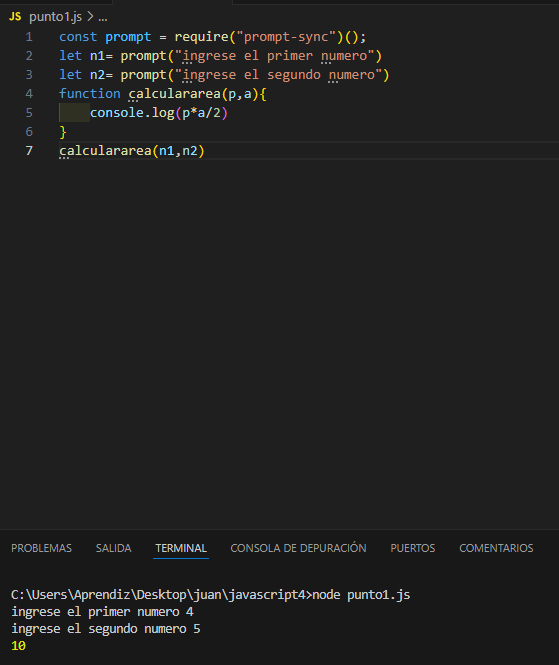 JS punto1.js > ...
1 const prompt = require("prompt-sync")();
2 let n1= prompt("ingrese el primer numero")
3 let n2= prompt("ingrese el segundo numero")
4 function calculararea(p,a){
5 console.log(p*a/2)
6 }
7 calculararea(n1,n2)
PROBLEMAS SALIDA TERMINAL CONSOLA DE DEPURACIÓN PUERTOS COMENTARIOS
C:\Users\Aprendiz\Desktop\juan\javascript4>node punto1.js
ingrese el primer numero 4
ingrese el segundo numero 5
10